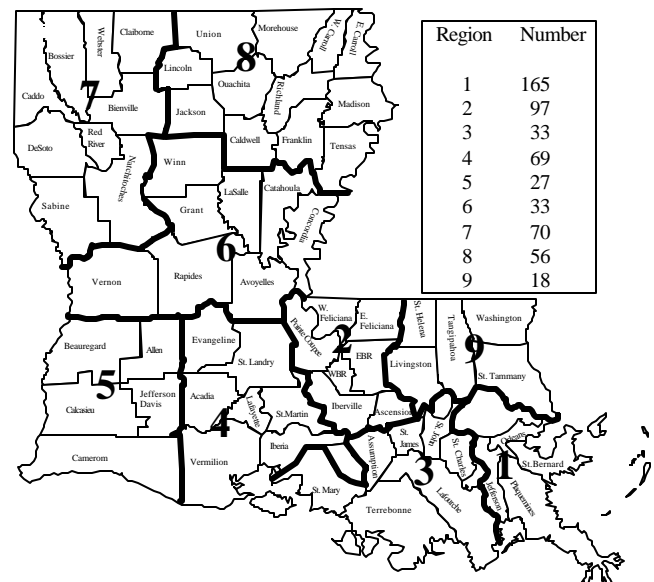 Claiborne
Union
Morehouse
W. Carroll
E. Carroll
Bossier
Webster
8
Lincoln
Ouachita
Caddo
7
Bienville
Jackson
Richland
Madison
DeSoto
Red
River
Caldwell
Franklin
Tensas
Winn
Natchitoches
LaSalle
Catahoula
Sabine
Grant
Concordia
6
Vernon
Rapides
Avoyelles
Region Number
1 165
2 97
3 33
4 69
5 27
6 33
7 70
8 56
9 18
W.
Feliciana
E.
Feliciana
St. Helena
Tangipahoa
Washington
Pointe Coupee
2
9
Beauregard
Allen
Evangeline
St. Landry
EBR
WBR
Livingston
St. Tammany
5
Jefferson
Davis
Acadia
Lafayette
St.Martin
Iberville
Ascension
Calcasieu
4
St.
James
St. John
Orleans
Camerom
Vermilion
Iberia
Assumption
3
St. Charles
1
St.Bernard
Jefferson
Plaquemines
St. Mary
Lafourche
Terrebonne